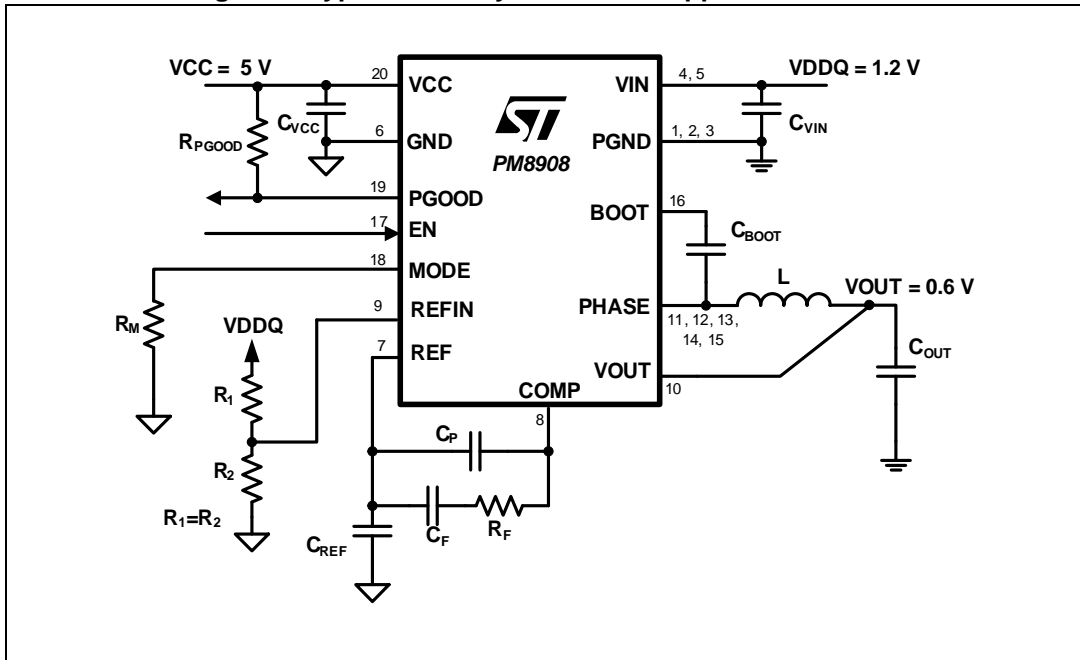 VCC = 5 V
20
VCC
VIN
4, 5
VDDQ = 1.2 V
CVCC
6
GND
ST
PM8908
PGND
1, 2, 3
CVIN
RPGOOD
19
PGOOD
BOOT
16
17
EN
CBOOT
18
MODE
L
VOUT = 0.6 V
PHASE
11, 12, 13,
14, 15
RM
VDDQ
9
REFIN
7
REF
VOUT
10
COUT
COMP
8
R1
CP
R2
R1=R2
CF
RF
CREF